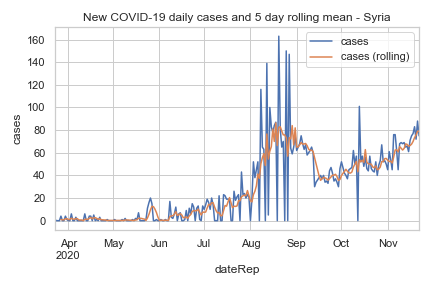 New COVID-19 daily cases and 5 day rolling mean - Syria
cases
cases (rolling)
cases
160
140
120
100
80
60
40
20
0
Apr May Jun Jul Aug Sep Oct Nov
2020
dateRep